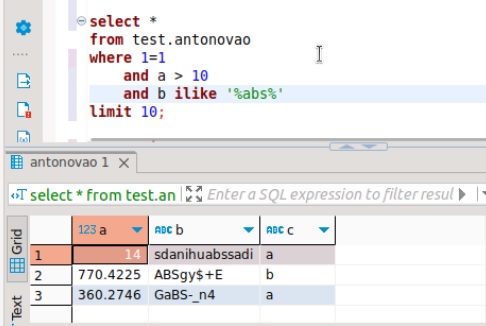 select *
from test.antonovao
where 1=1
and a > 10
and b ilike '%abs%'
limit 10;
antonovao 1
select * from test.an Enter a SQL expression to filter resul
Grid
Text
123 a ABC b ABC c
1 14 sdanihuabssadi a
2 770.4225 ABSgy$+E b
3 360.2746 GaBS-_n4 a